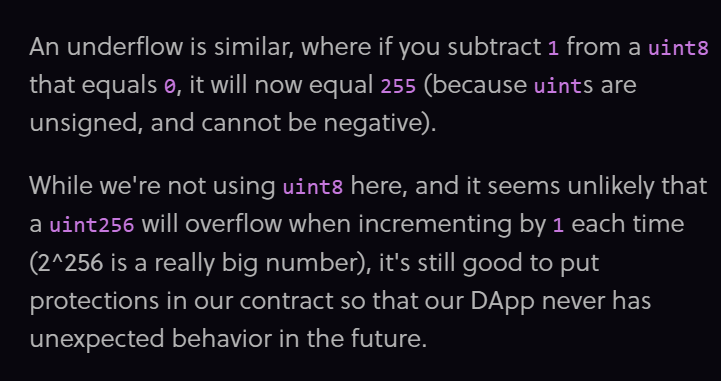 An underflow is similar, where if you subtract 1 from a uint8
that equals 0, it will now equal 255 (because uints are
unsigned, and cannot be negative).
While we're not using uint8 here, and it seems unlikely that
a uint256 will overflow when incrementing by 1 each time
(2^256 is a really big number), it's still good to put
protections in our contract so that our DApp never has
unexpected behavior in the future.